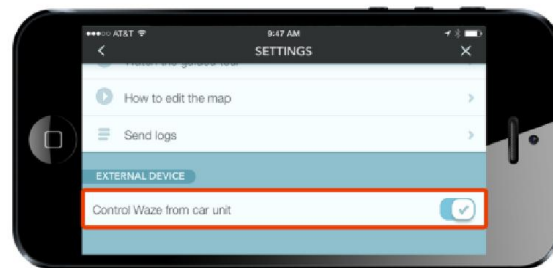 AT&T 9:47 AM
SETTINGS
How to edit the map
Send logs
EXTERNAL DEVICE
Control Waze from car unit